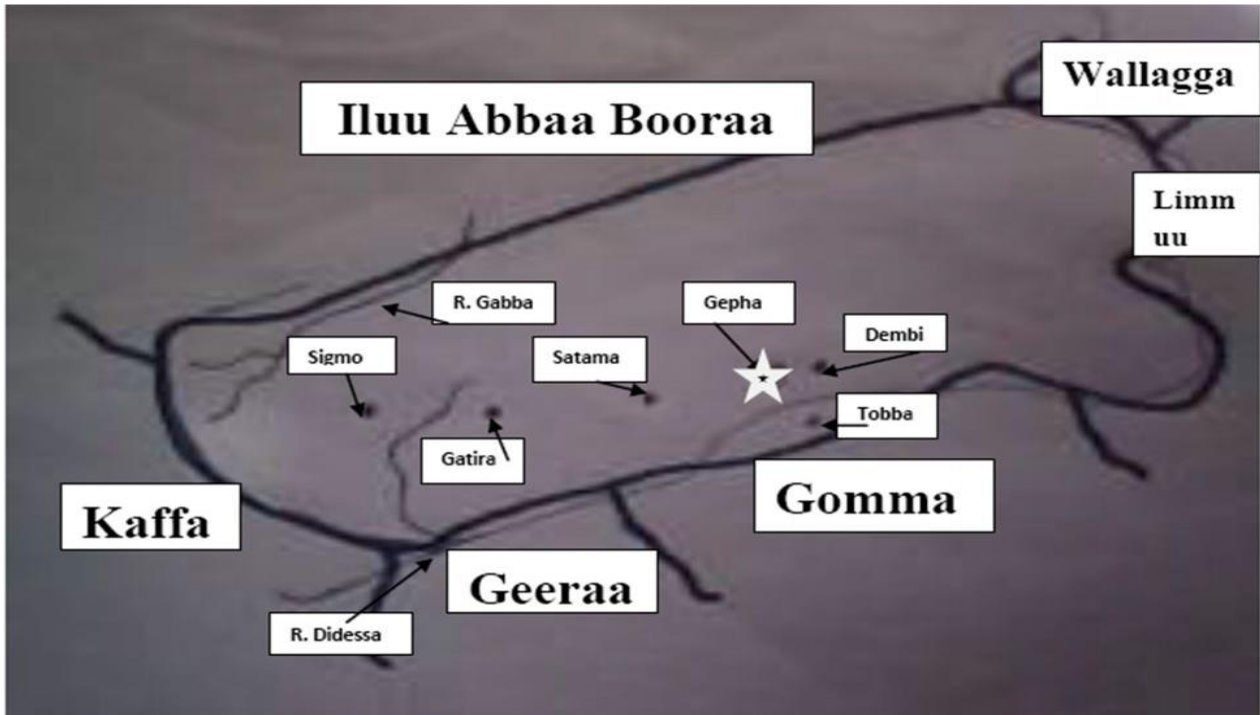 Wallagga
Iluu Abbaa Booraa
Limm
uu
R. Gabba
Gepha
Dembi
Sigmo
Satama
Tobba
Gatira
Gomma
Kaffa
Geeraa
R. Didessa